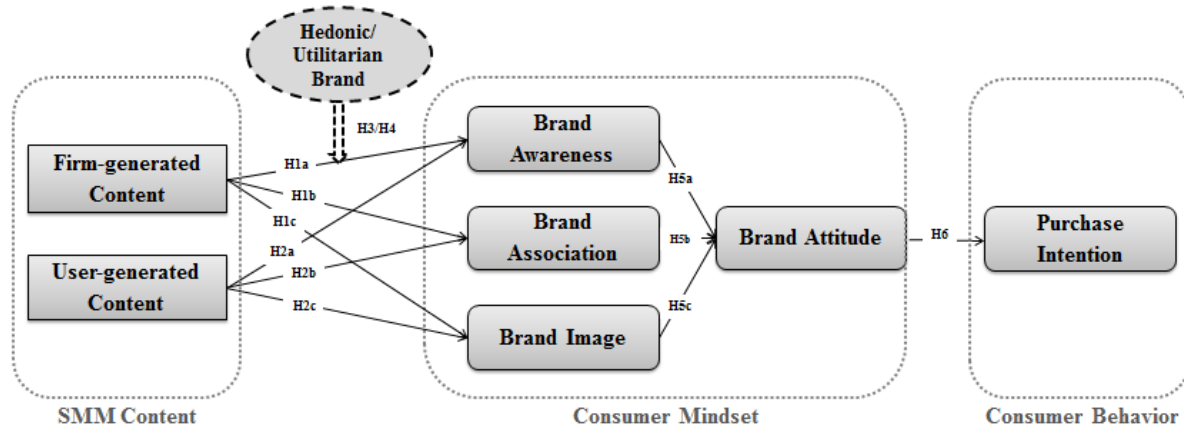 Hedonic/
Utilitarian
Brand
H3/H4
Firm-generated
Content
User-generated
Content
H1a
H1b
H1c
H2a
H2b
H2c
Brand
Awareness
Brand
Association
Brand Image
H5a
H5b
H5c
Brand Attitude
H6
Purchase
Intention
SMM Content
Consumer Mindset
Consumer Behavior